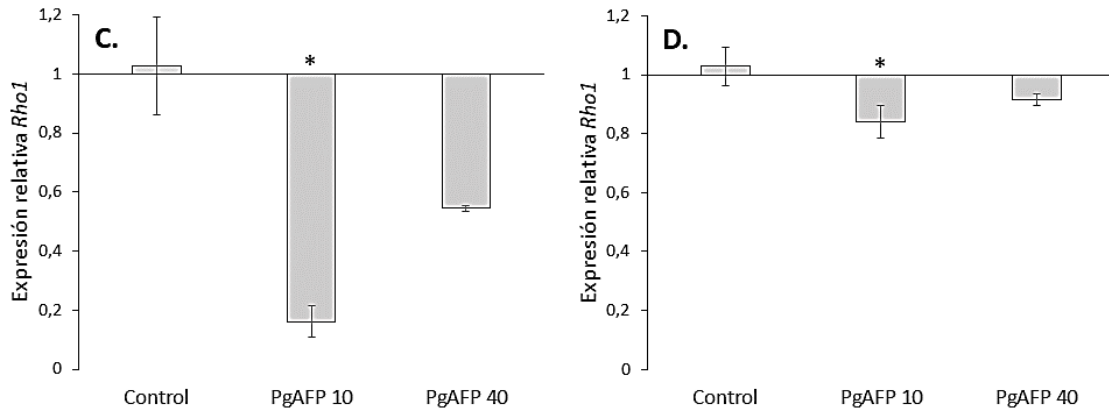 C.
Expresión relativa Rho1
1,2
1
0,8
0,6
0,4
0,2
0
*
Control
PgAFP 10
PgAFP 40
D.
Expresión relativa Rho1
1,2
1
0,8
0,6
0,4
0,2
0
*
Control
PgAFP 10
PgAFP 40